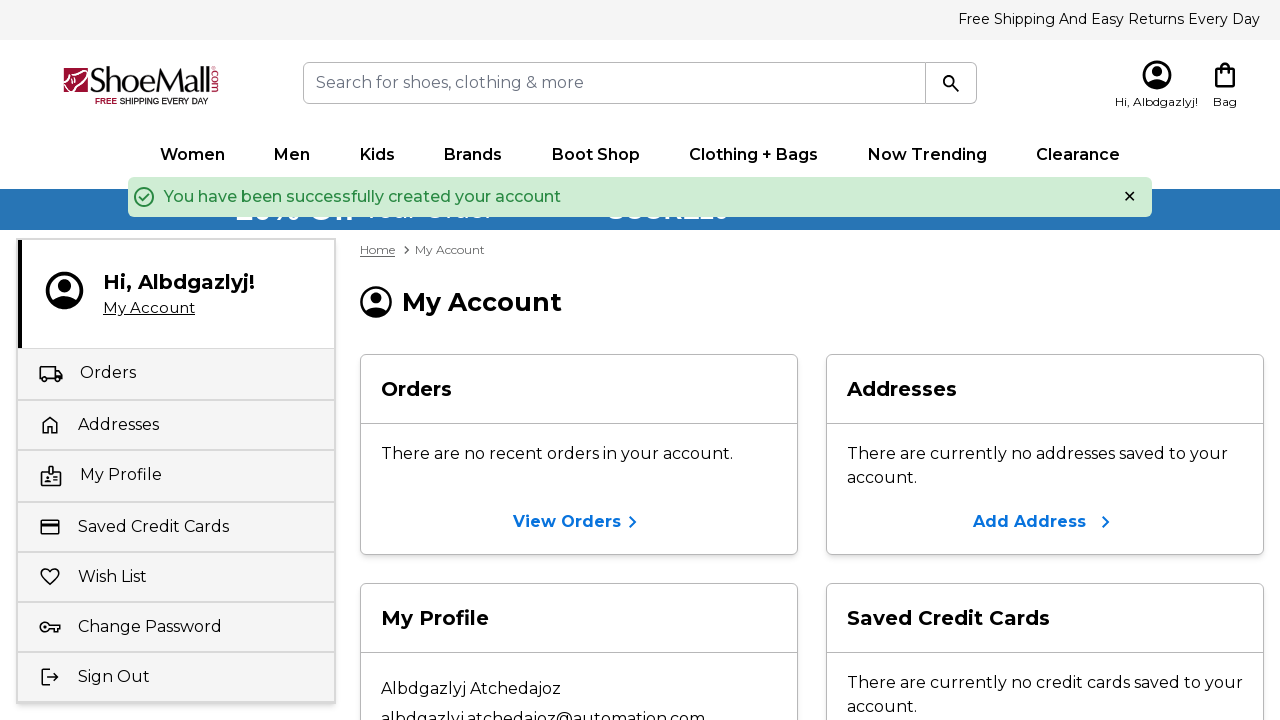 Free Shipping And Easy Returns Every Day
ShoeMall.com
FREE SHIPPING EVERY DAY
Search for shoes, clothing & more
Hi, Albdgazlyj!
Bag
Women
Men
Kids
Brands
Boot Shop
Clothing + Bags
Now Trending
Clearance
You have been successfully created your account
Home
My Account
Hi, Albdgazlyj!
My Account
Orders
Addresses
My Profile
Saved Credit Cards
Wish List
Change Password
Sign Out
My Account
Orders
There are no recent orders in your account.
View Orders
Addresses
There are currently no addresses saved to your
account.
Add Address
My Profile
Albdgazlyj Atchedajoz
albdgazlyj.atchedajoz@automation.com
Saved Credit Cards
There are currently no credit cards saved to your
account.